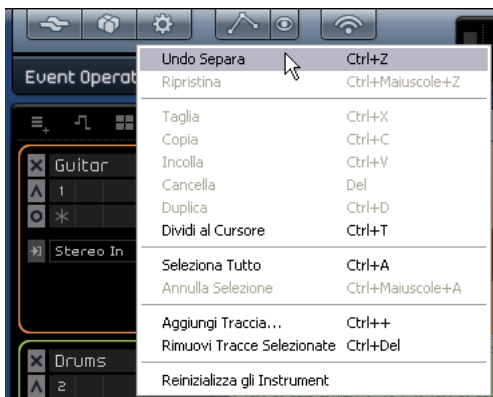 Event Operat
Undo Separa Ctrl+Z
Ripristina Ctrl+Maiuscole+Z
Taglia Ctrl+X
Copia Ctrl+C
Incolla Ctrl+V
Cancella Del
Duplica Ctrl+D
Dividi al Cursore Ctrl+T
Seleziona Tutto Ctrl+A
Annulla Selezione Ctrl+Maiuscole+A
Aggiungi Traccia... Ctrl++
Rimuovi Tracce Selezionate Ctrl+Del
Reinizializza gli Instrument
Guitar
1
Stereo In
Drums
2